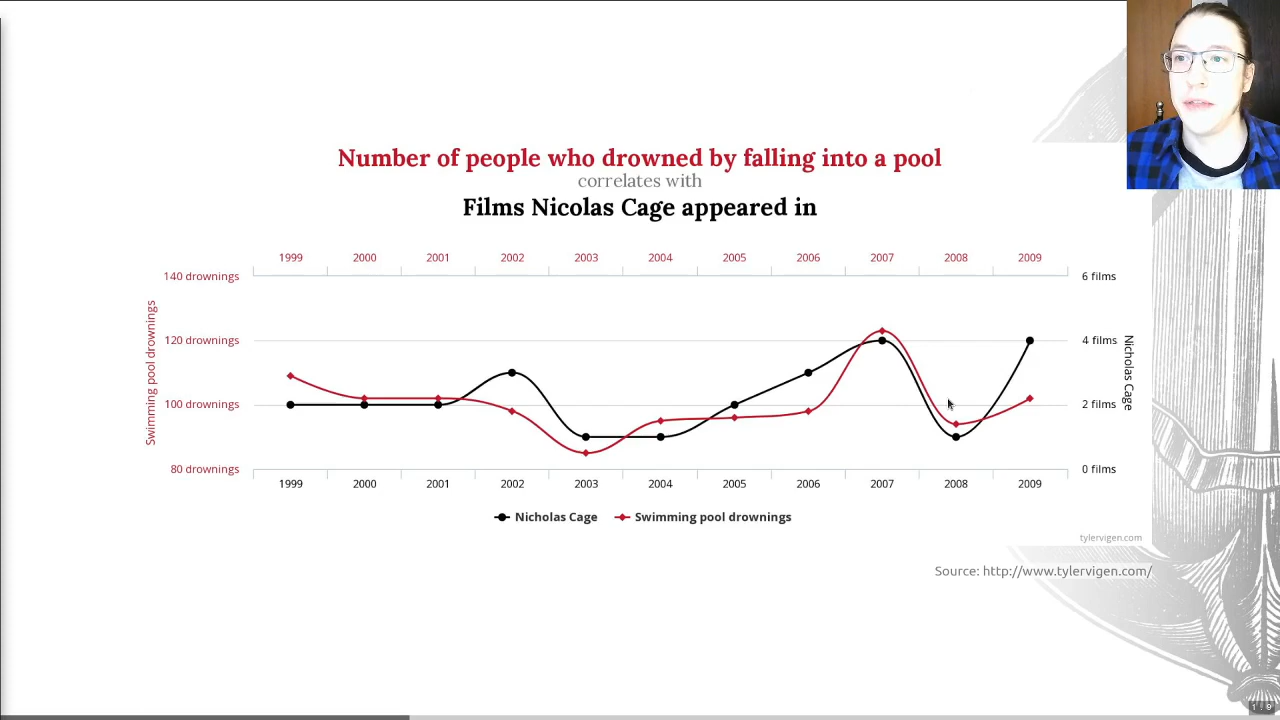 Number of people who drowned by falling into a pool
correlates with
Films Nicolas Cage appeared in
1999 2000 2001 2002 2003 2004 2005 2006 2007 2008 2009
140 drownings 6 films
120 drownings 4 films
100 drownings 2 films
80 drownings 0 films
Swimming pool drownings
Nicholas Cage
1999 2000 2001 2002 2003 2004 2005 2006 2007 2008 2009
Nicholas Cage Swimming pool drownings
tylervigen.com
Source: http://www.tylervigen.com/
1 . 9